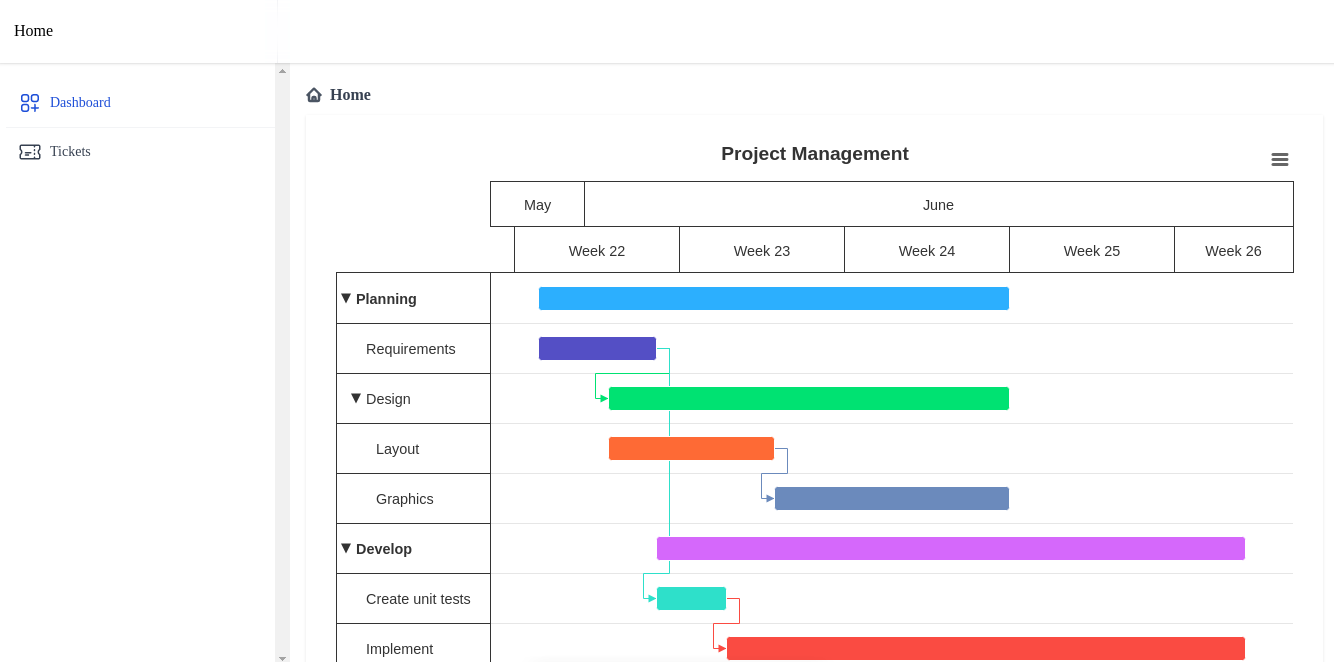 Home
Dashboard
Tickets
Home
Project Management
May June
Week 22 Week 23 Week 24 Week 25 Week 26
▼ Planning
Requirements
▼ Design
Layout
Graphics
▼ Develop
Create unit tests
Implement